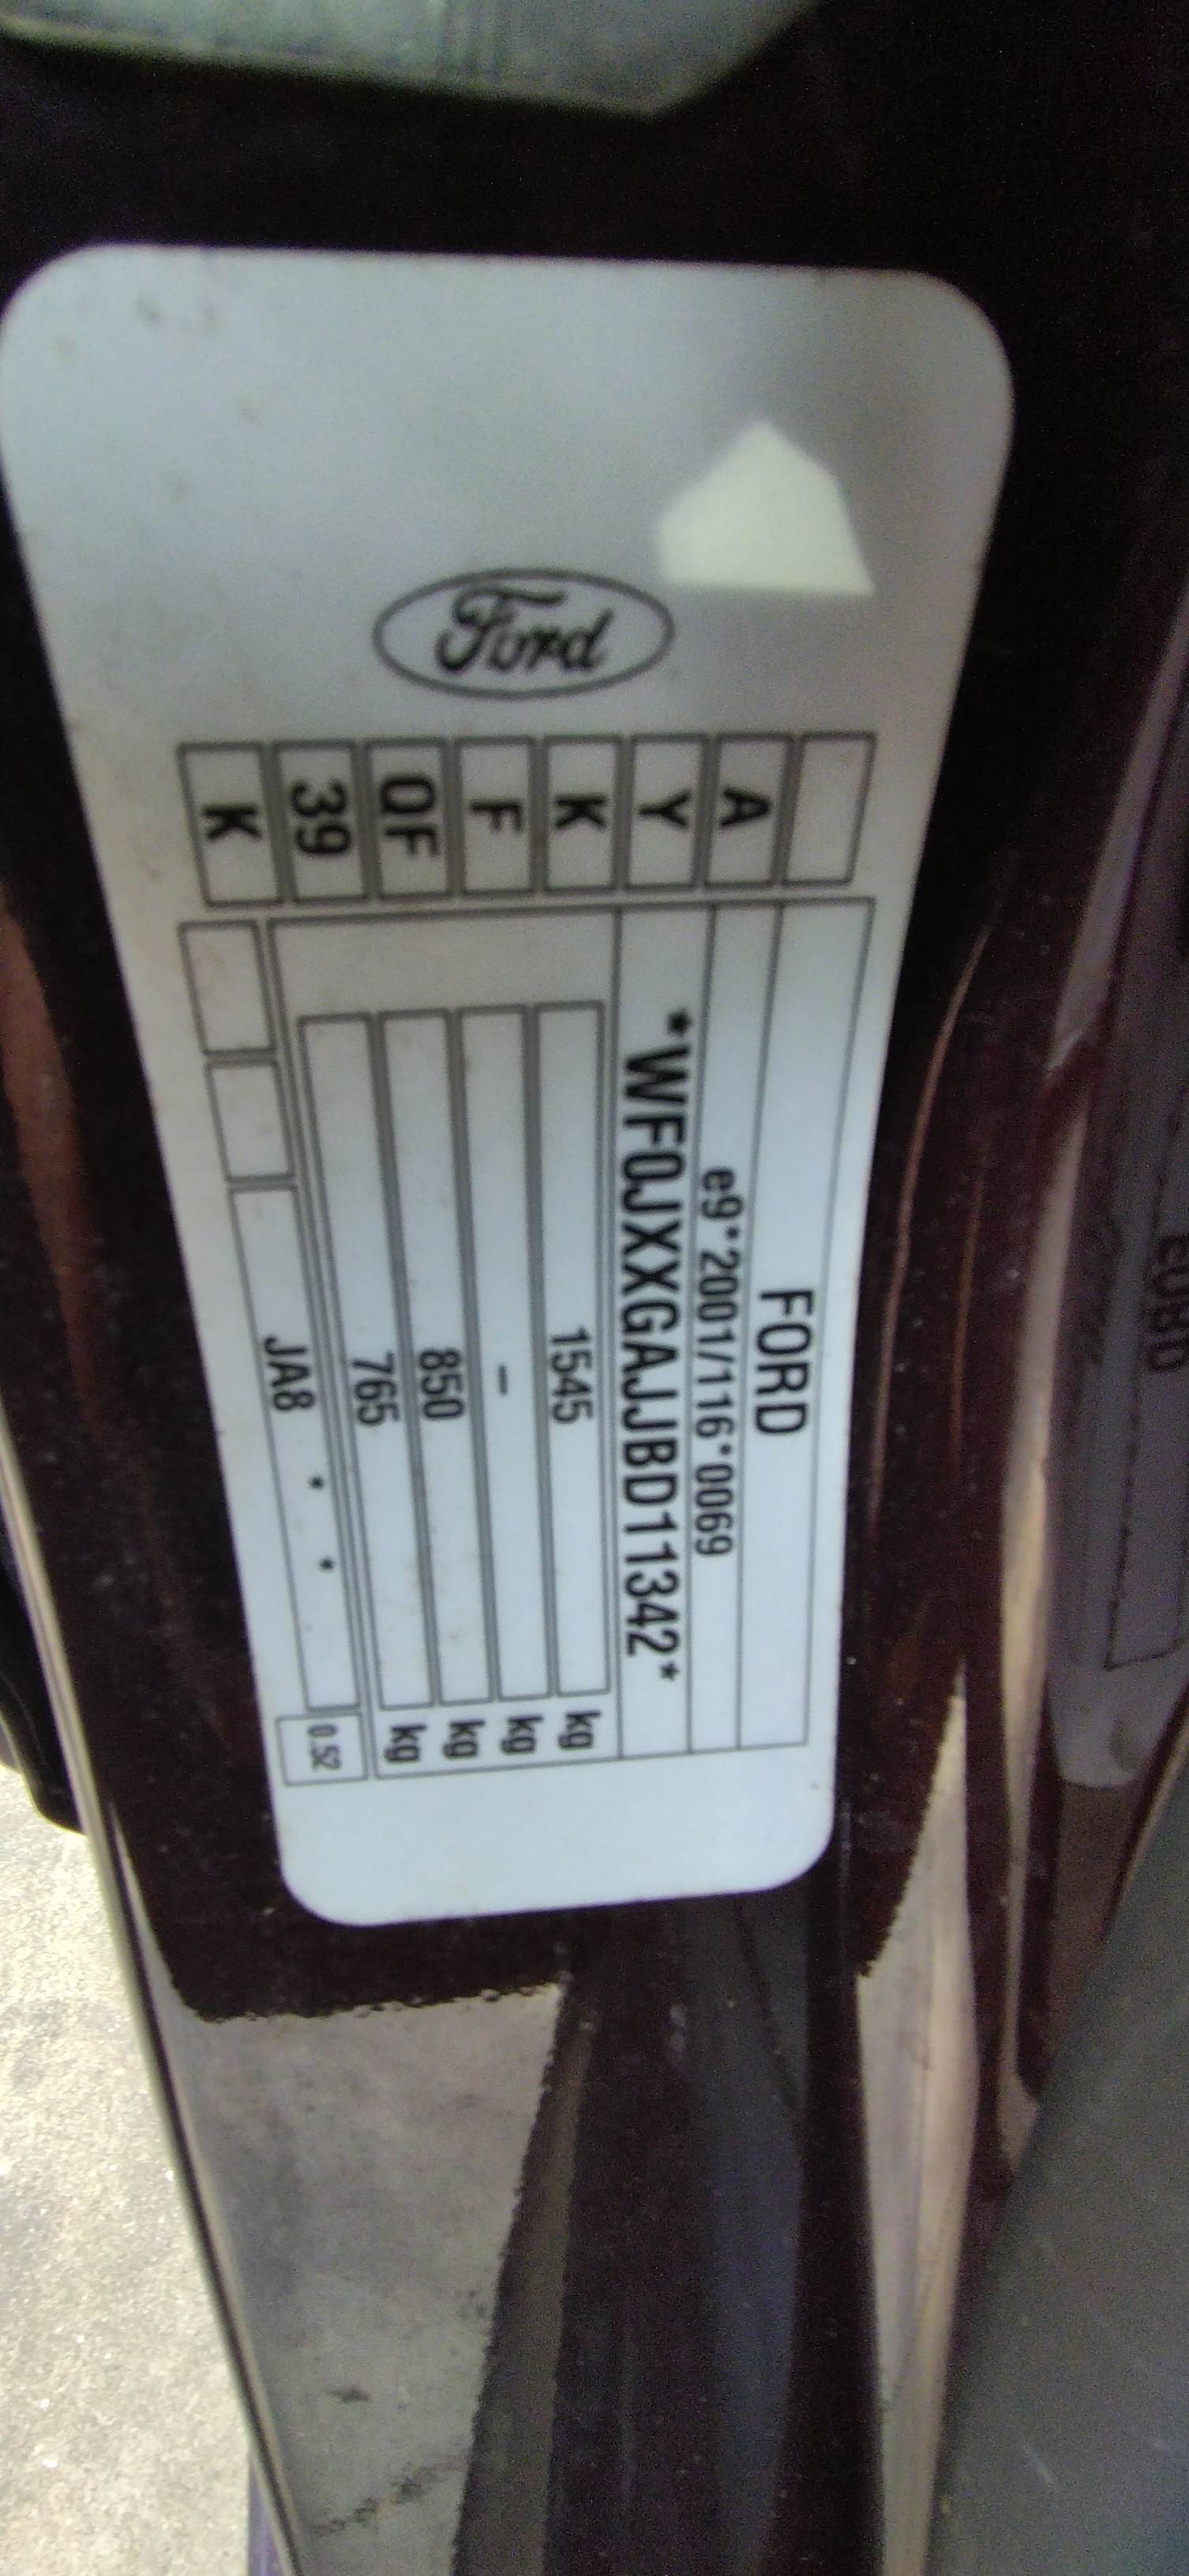 Ford
A
Y
K
F
QF
39
K
FORD
e9*2001/116*0069
*WF0JXXGAJJBD11342*
1545 kg
- kg
850 kg
765 kg
JA8 * *
0.52
EOBD